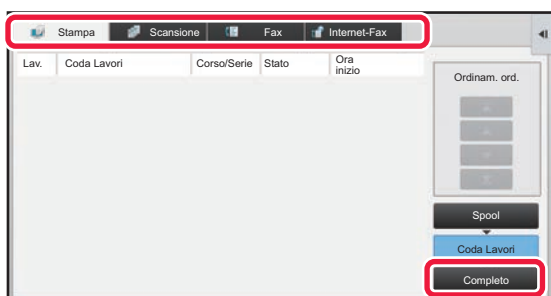 Stampa Scansione Fax Internet-Fax
Lav. Coda Lavori Corso/Serie Stato Ora inizio
Ordinam. ord.
Spool
Coda Lavori
Completo